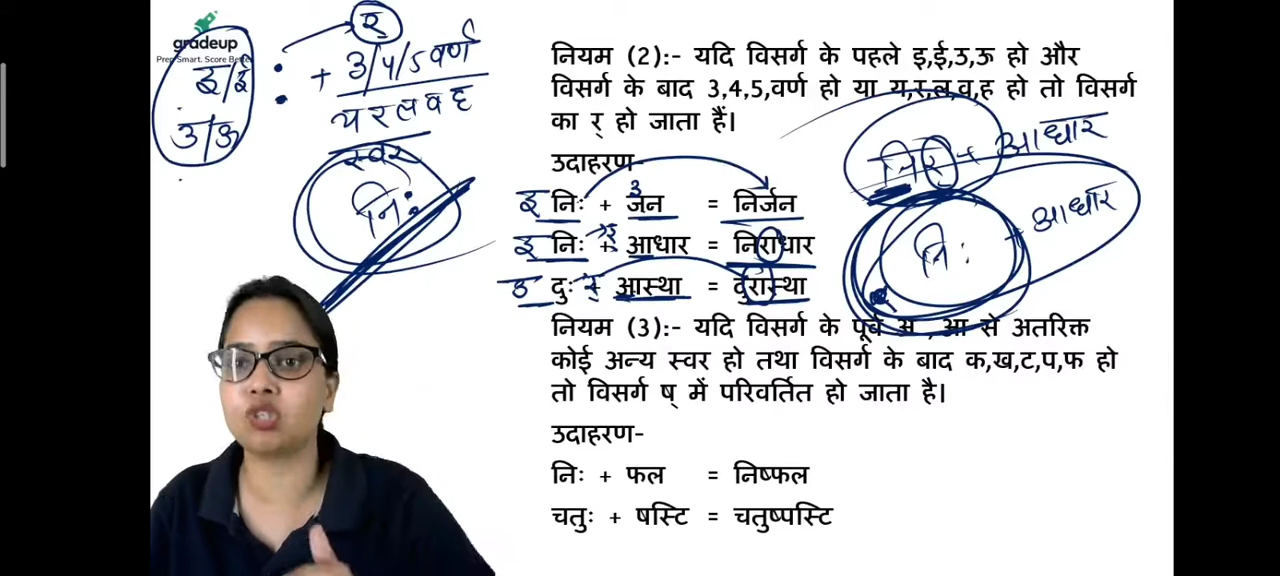 gradeup
Prep Smart. Score Better
इ/ई : + 3/4/5 वर्ण
र्
उ/ऊ
य र ल व ह
स्वर
नि:
नियम (2):- यदि विसर्ग के पहले इ,ई,उ,ऊ हो और
विसर्ग के बाद 3,4,5,वर्ण हो या य,र,ल,व,ह हो तो विसर्ग
का र् हो जाता हैं।
निर् + आधार
उदाहरण-
इ निः + जन = निर्जन
3
इ निः + आधार = निराधार
नि: + आधार
उ दुः + आस्था = दुरास्था
नियम (3):- यदि विसर्ग के पूर्व अ , आ से अतरिक्त
कोई अन्य स्वर हो तथा विसर्ग के बाद क,ख,ट,प,फ हो
तो विसर्ग ष् में परिवर्तित हो जाता है।
उदाहरण-
निः + फल = निष्फल
चतुः + षस्टि = चतुष्पस्टि